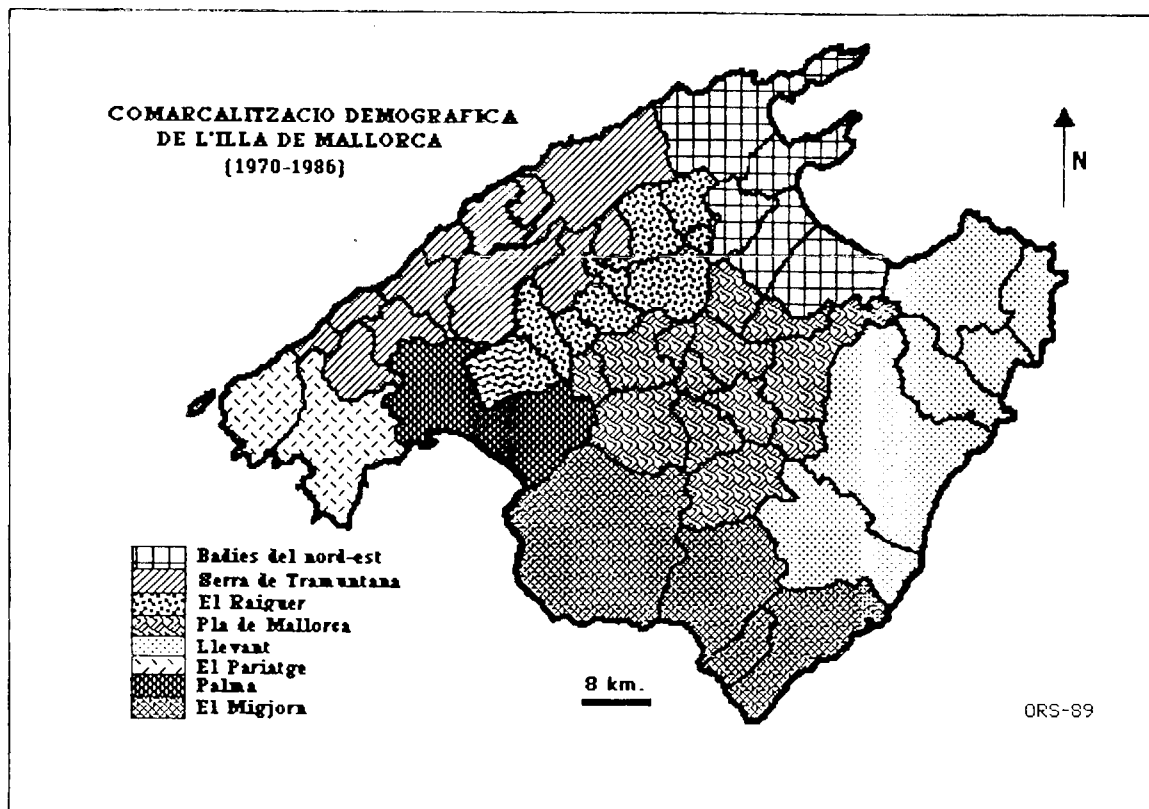 COMARCALITZACIO DEMOGRAFICA
DE L'ILLA DE MALLORCA
(1970-1986)
N
Badies del nord-est
Serra de Tramuntana
El Raiguer
Pla de Mallorca
Llevant
El Pariatge
Palma
El Migjorn
8 km.
ORS-89